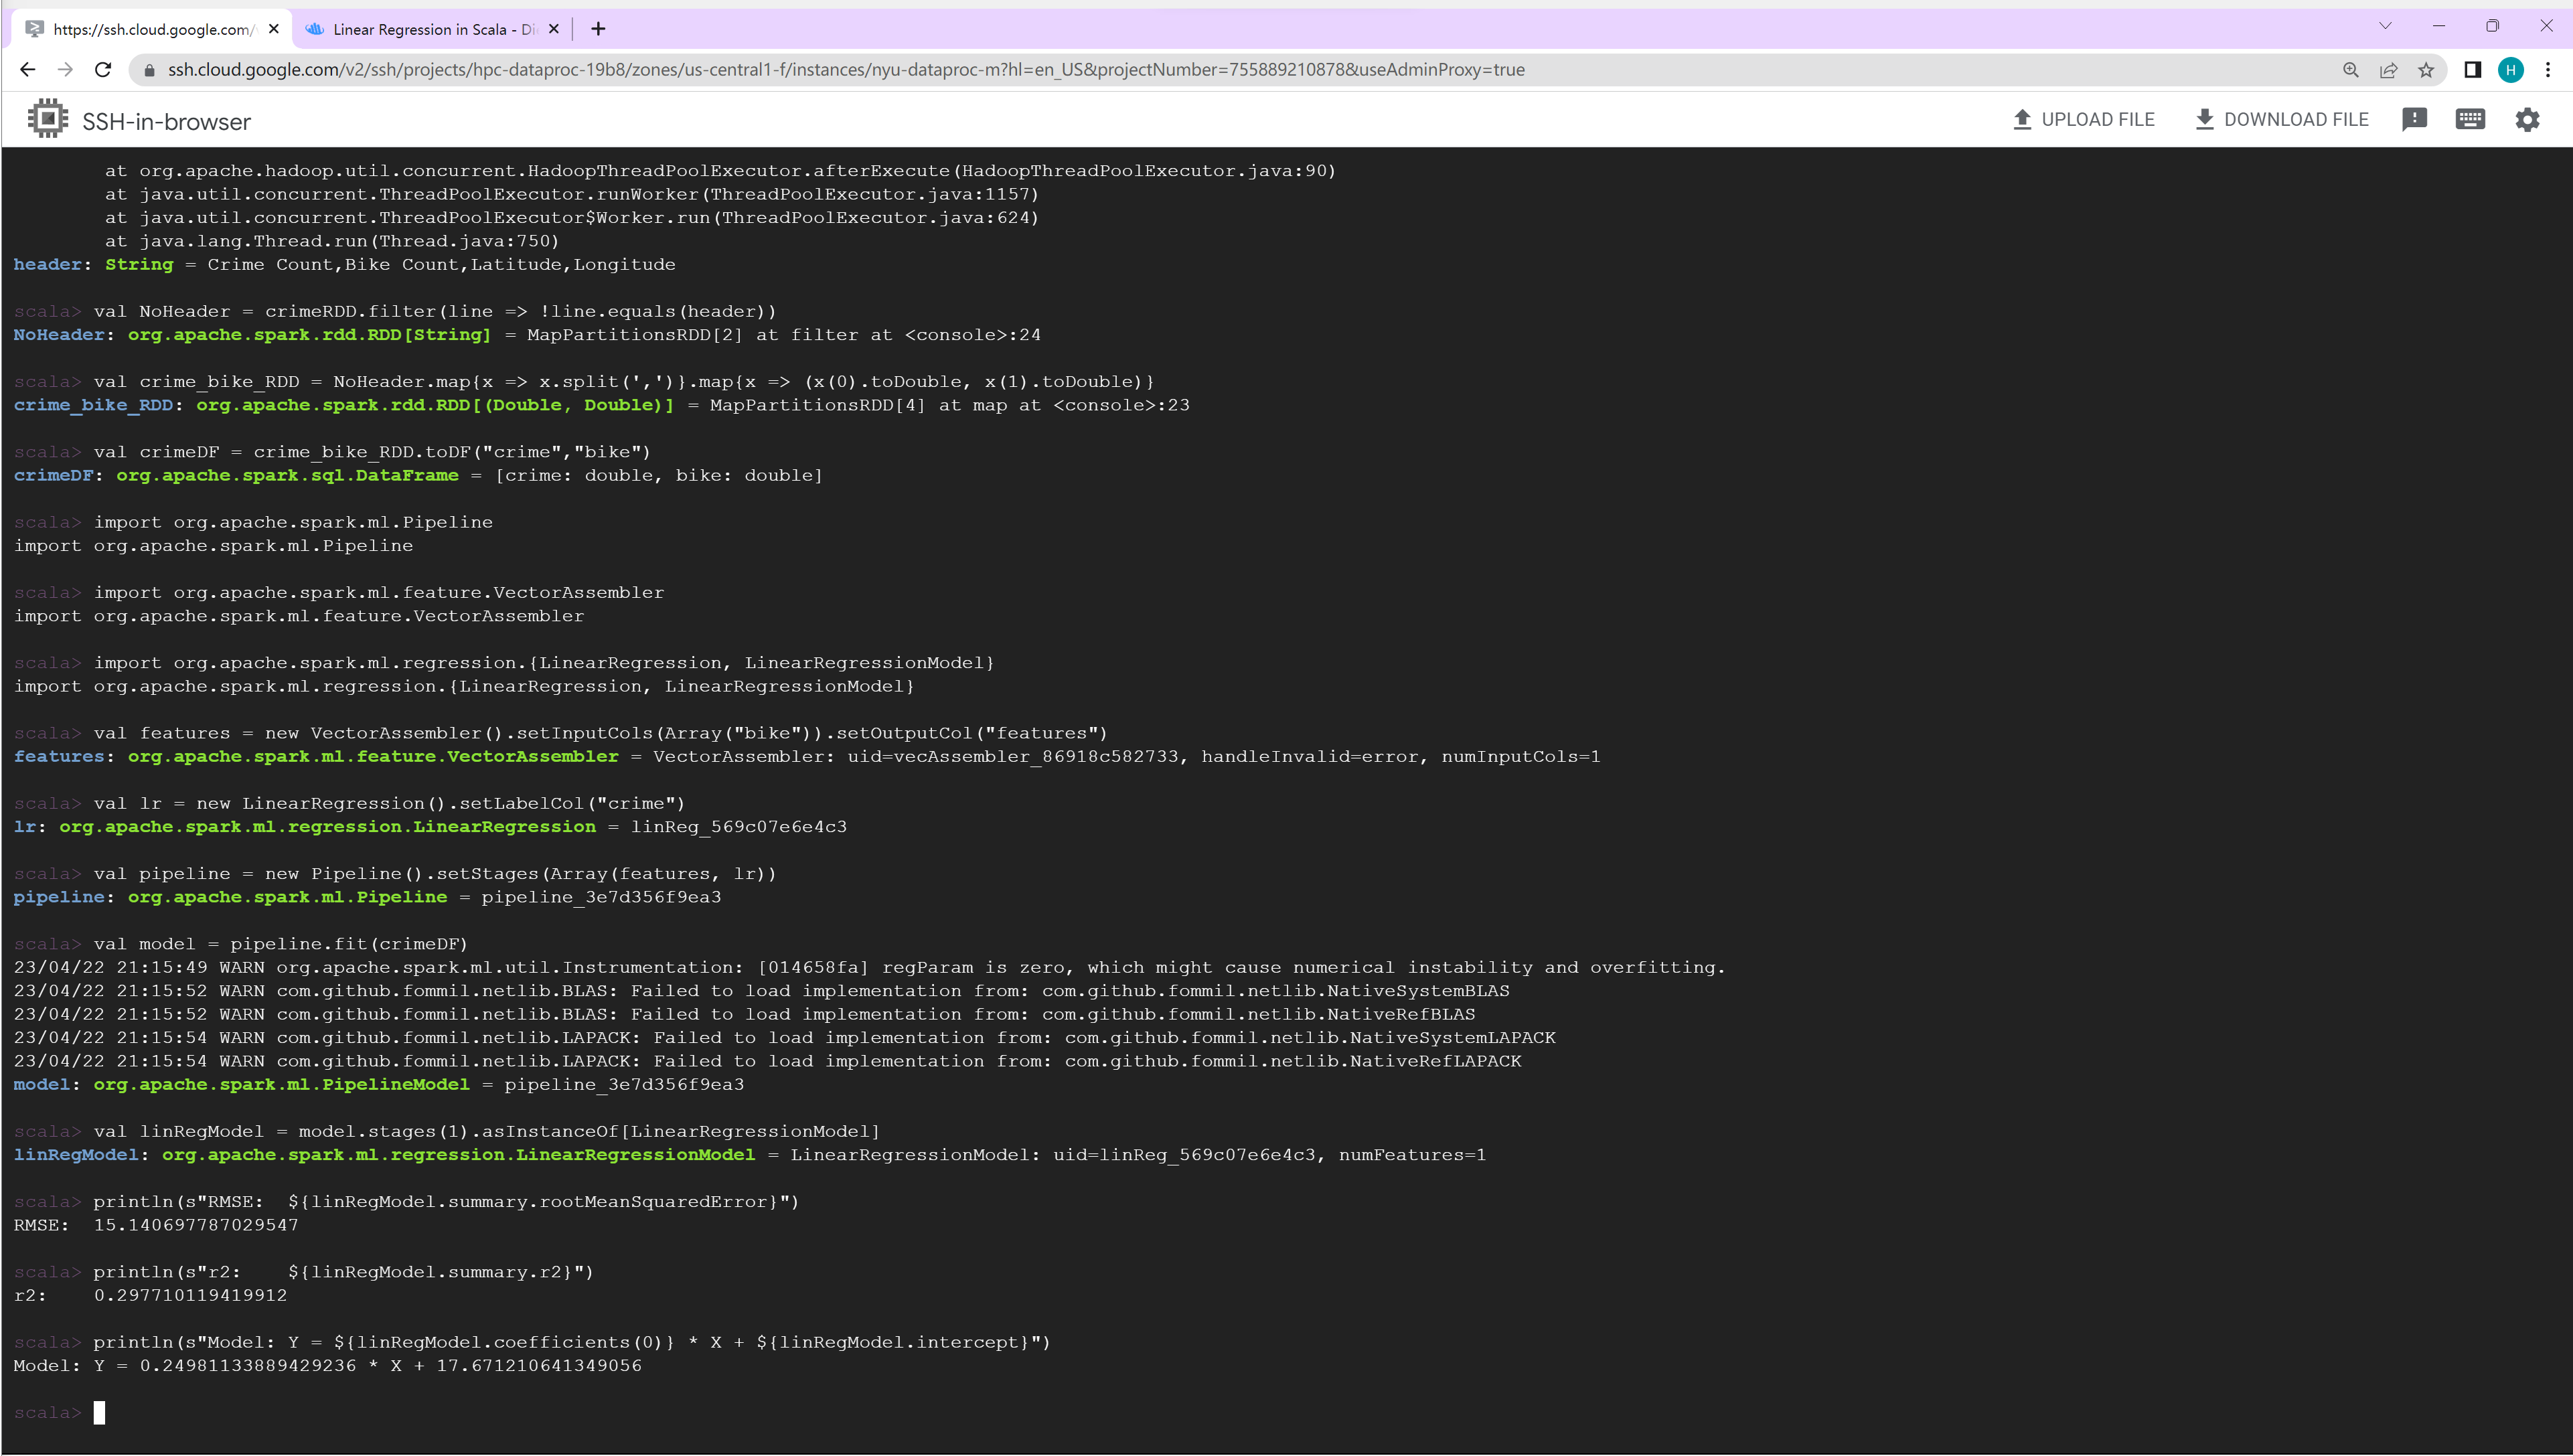 https://ssh.cloud.google.com/
Linear Regression in Scala - Di
ssh.cloud.google.com/v2/ssh/projects/hpc-dataproc-19b8/zones/us-central1-f/instances/nyu-dataproc-m?hl=en_US&projectNumber=755889210878&useAdminProxy=true
H
SSH-in-browser
UPLOAD FILE
DOWNLOAD FILE
at org.apache.hadoop.util.concurrent.HadoopThreadPoolExecutor.afterExecute(HadoopThreadPoolExecutor.java:90)
at java.util.concurrent.ThreadPoolExecutor.runWorker(ThreadPoolExecutor.java:1157)
at java.util.concurrent.ThreadPoolExecutor$Worker.run(ThreadPoolExecutor.java:624)
at java.lang.Thread.run(Thread.java:750)
header: String = Crime Count,Bike Count,Latitude,Longitude
scala> val NoHeader = crimeRDD.filter(line => !line.equals(header))
NoHeader: org.apache.spark.rdd.RDD[String] = MapPartitionsRDD[2] at filter at <console>:24
scala> val crime_bike_RDD = NoHeader.map{x => x.split(',')}.map{x => (x(0).toDouble, x(1).toDouble)}
crime_bike_RDD: org.apache.spark.rdd.RDD[(Double, Double)] = MapPartitionsRDD[4] at map at <console>:23
scala> val crimeDF = crime_bike_RDD.toDF("crime","bike")
crimeDF: org.apache.spark.sql.DataFrame = [crime: double, bike: double]
scala> import org.apache.spark.ml.Pipeline
import org.apache.spark.ml.Pipeline
scala> import org.apache.spark.ml.feature.VectorAssembler
import org.apache.spark.ml.feature.VectorAssembler
scala> import org.apache.spark.ml.regression.{LinearRegression, LinearRegressionModel}
import org.apache.spark.ml.regression.{LinearRegression, LinearRegressionModel}
scala> val features = new VectorAssembler().setInputCols(Array("bike")).setOutputCol("features")
features: org.apache.spark.ml.feature.VectorAssembler = VectorAssembler: uid=vecAssembler_86918c582733, handleInvalid=error, numInputCols=1
scala> val lr = new LinearRegression().setLabelCol("crime")
lr: org.apache.spark.ml.regression.LinearRegression = linReg_569c07e6e4c3
scala> val pipeline = new Pipeline().setStages(Array(features, lr))
pipeline: org.apache.spark.ml.Pipeline = pipeline_3e7d356f9ea3
scala> val model = pipeline.fit(crimeDF)
23/04/22 21:15:49 WARN org.apache.spark.ml.util.Instrumentation: [014658fa] regParam is zero, which might cause numerical instability and overfitting.
23/04/22 21:15:52 WARN com.github.fommil.netlib.BLAS: Failed to load implementation from: com.github.fommil.netlib.NativeSystemBLAS
23/04/22 21:15:52 WARN com.github.fommil.netlib.BLAS: Failed to load implementation from: com.github.fommil.netlib.NativeRefBLAS
23/04/22 21:15:54 WARN com.github.fommil.netlib.LAPACK: Failed to load implementation from: com.github.fommil.netlib.NativeSystemLAPACK
23/04/22 21:15:54 WARN com.github.fommil.netlib.LAPACK: Failed to load implementation from: com.github.fommil.netlib.NativeRefLAPACK
model: org.apache.spark.ml.PipelineModel = pipeline_3e7d356f9ea3
scala> val linRegModel = model.stages(1).asInstanceOf[LinearRegressionModel]
linRegModel: org.apache.spark.ml.regression.LinearRegressionModel = LinearRegressionModel: uid=linReg_569c07e6e4c3, numFeatures=1
scala> println(s"RMSE:  ${linRegModel.summary.rootMeanSquaredError}")
RMSE:  15.140697787029547
scala> println(s"r2:    ${linRegModel.summary.r2}")
r2:    0.297710119419912
scala> println(s"Model: Y = ${linRegModel.coefficients(0)} * X + ${linRegModel.intercept}")
Model: Y = 0.24981133889429236 * X + 17.671210641349056
scala>